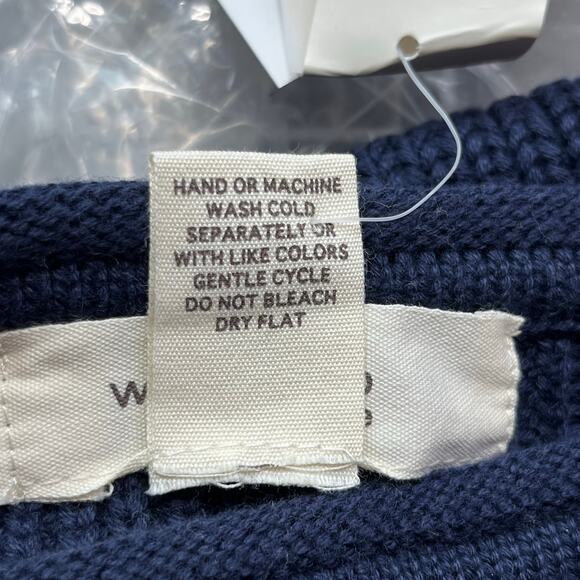 HAND OR MACHINE
WASH COLD
SEPARATELY OR
WITH LIKE COLORS
GENTLE CYCLE
DO NOT BLEACH
DRY FLAT